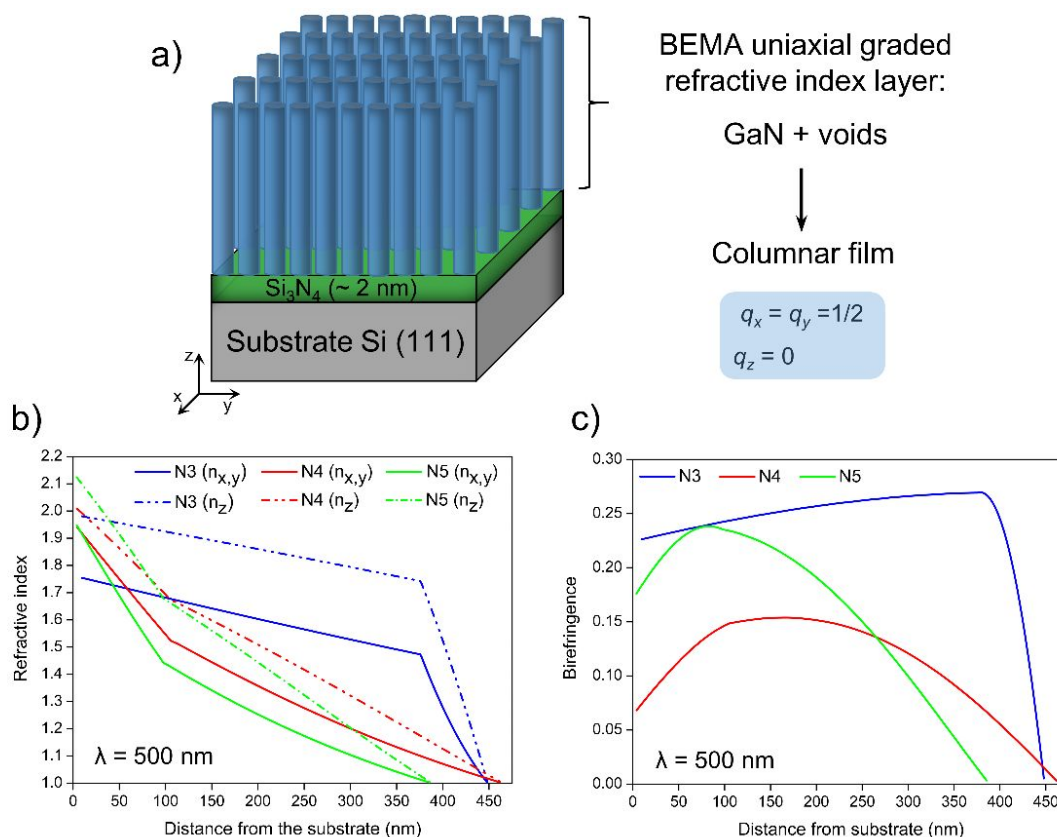 a)
BEMA uniaxial graded
refractive index layer:
GaN + voids
Columnar film
qₓ = qᵧ =1/2
q_z = 0
Si₃N₄ (~ 2 nm)
Substrate Si (111)
z
x
y
b)
N3 (nₓ,ᵧ) N4 (nₓ,ᵧ) N5 (nₓ,ᵧ)
N3 (n_z) N4 (n_z) N5 (n_z)
2.2
2.1
2.0
1.9
1.8
1.7
1.6
1.5
1.4
1.3
1.2
1.1
1.0
Refractive index
λ = 500 nm
0 50 100 150 200 250 300 350 400 450
Distance from the substrate (nm)
c)
N3 N4 N5
0.30
0.25
0.20
0.15
0.10
0.05
0.00
Birefringence
λ = 500 nm
0 50 100 150 200 250 300 350 400 450
Distance from substrate (nm)